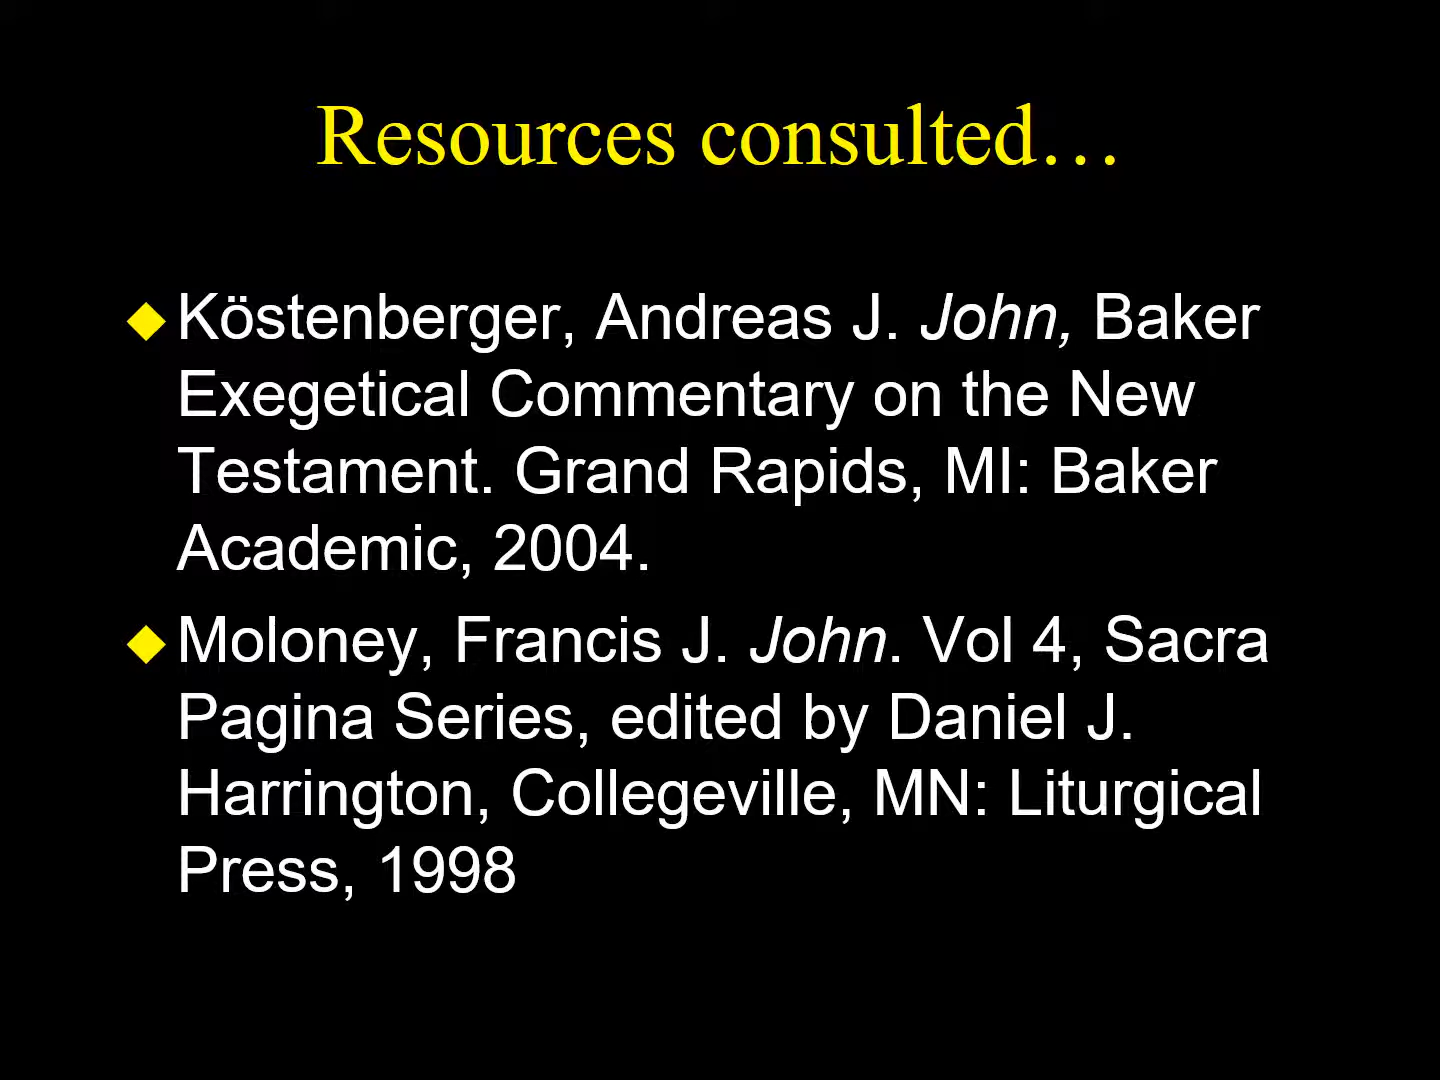 Resources consulted…
Köstenberger, Andreas J. John, Baker
Exegetical Commentary on the New
Testament. Grand Rapids, MI: Baker
Academic, 2004.
Moloney, Francis J. John. Vol 4, Sacra
Pagina Series, edited by Daniel J.
Harrington, Collegeville, MN: Liturgical
Press, 1998